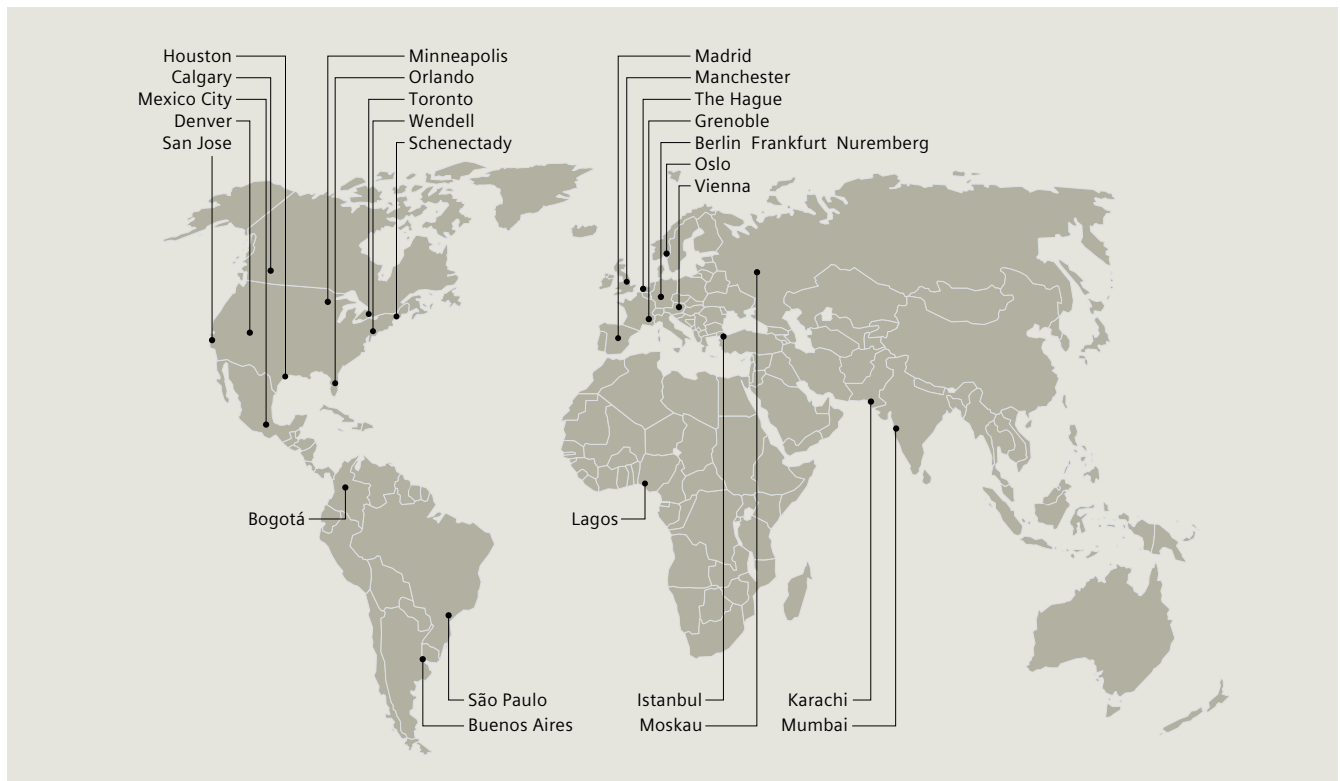 Houston
Calgary
Mexico City
Denver
San Jose
Minneapolis
Orlando
Toronto
Wendell
Schenectady
Madrid
Manchester
The Hague
Grenoble
Berlin Frankfurt Nuremberg
Oslo
Vienna
Bogotá
Lagos
São Paulo
Buenos Aires
Istanbul
Moskau
Karachi
Mumbai